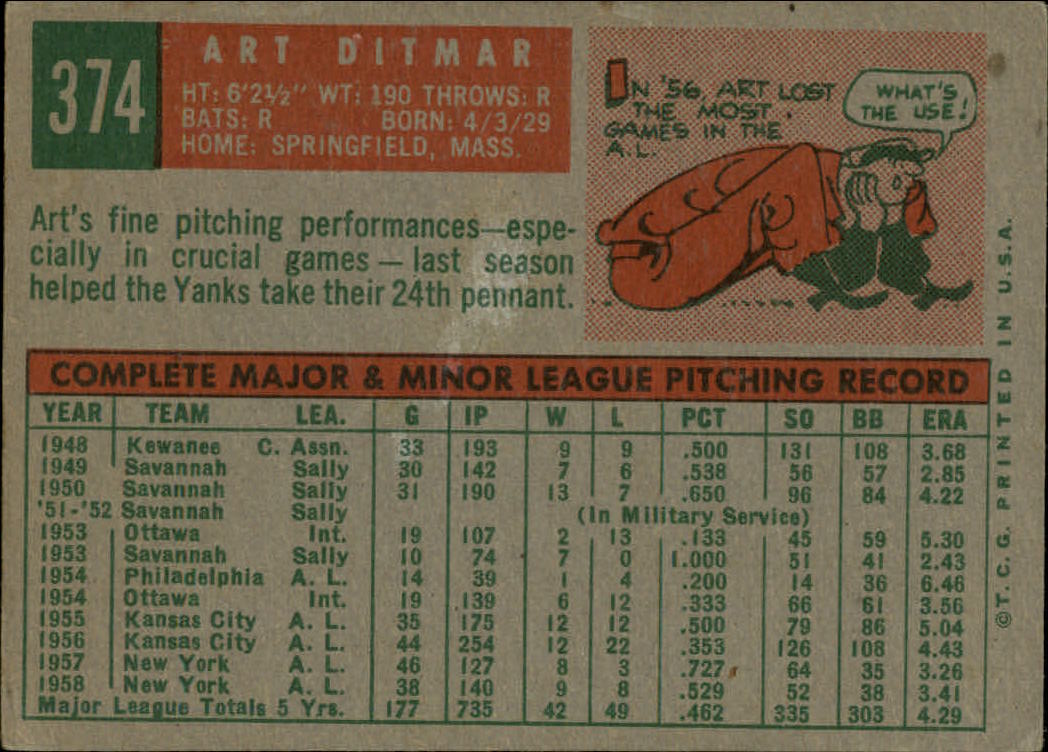 374
ART DITMAR
HT: 6'2½" WT: 190 THROWS: R
BATS: R BORN: 4/3/29
HOME: SPRINGFIELD, MASS.
IN '56, ART LOST
THE MOST
GAMES IN THE
A.L.
WHAT'S
THE USE!
Art's fine pitching performances—espe-
cially in crucial games — last season
helped the Yanks take their 24th pennant.
COMPLETE MAJOR & MINOR LEAGUE PITCHING RECORD
YEAR TEAM LEA. G IP W L PCT SO BB ERA
1948 Kewanee C. Assn. 33 193 9 9 .500 131 108 3.68
1949 Savannah Sally 30 142 7 6 .538 56 57 2.85
1950 Savannah Sally 31 190 13 7 .650 96 84 4.22
'51-'52 Savannah Sally (In Military Service)
1953 Ottawa Int. 19 107 2 13 .133 45 59 5.30
1953 Savannah Sally 10 74 7 0 1.000 51 41 2.43
1954 Philadelphia A. L. 14 39 1 4 .200 14 36 6.46
1954 Ottawa Int. 19 139 6 12 .333 66 61 3.56
1955 Kansas City A. L. 35 175 12 12 .500 79 86 5.04
1956 Kansas City A. L. 44 254 12 22 .353 126 108 4.43
1957 New York A. L. 46 127 8 3 .727 64 35 3.26
1958 New York A. L. 38 140 9 8 .529 52 38 3.41
Major League Totals 5 Yrs. 177 735 42 49 .462 335 303 4.29
©T.C.G. PRINTED IN U.S.A.